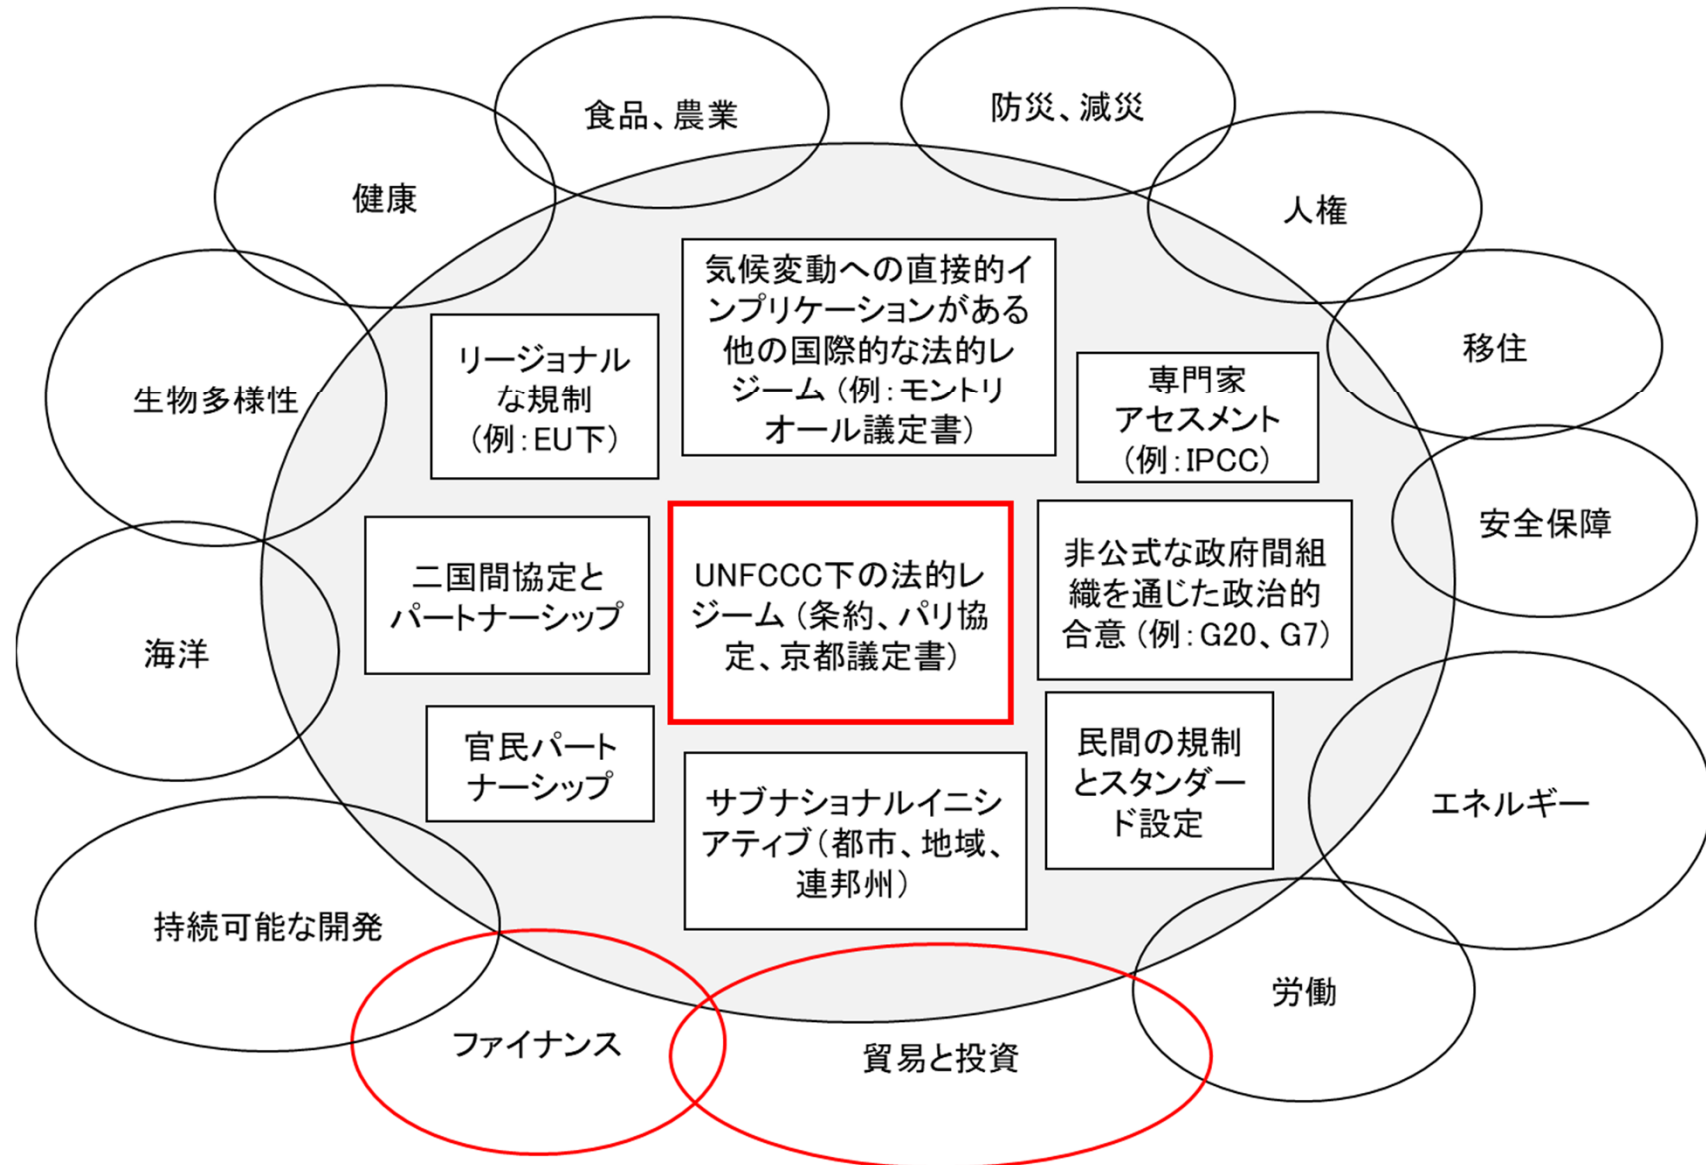 食品、農業
防災、減災
健康
人権
気候変動への直接的イ
ンプリケーションがある
他の国際的な法的レ
ジーム（例：モントリ
オール議定書）
リージョナル
な規制
（例：EU下）
移住
専門家
アセスメント
（例：IPCC）
生物多様性
安全保障
二国間協定と
パートナーシップ
UNFCCC下の法的レ
ジーム（条約、パリ協
定、京都議定書）
非公式な政府間組
織を通じた政治的
合意（例：G20、G7）
海洋
官民パート
ナーシップ
民間の規制
とスタンダー
ド設定
サブナショナルイニシ
アティブ（都市、地域、
連邦州）
エネルギー
持続可能な開発
労働
ファイナンス
貿易と投資